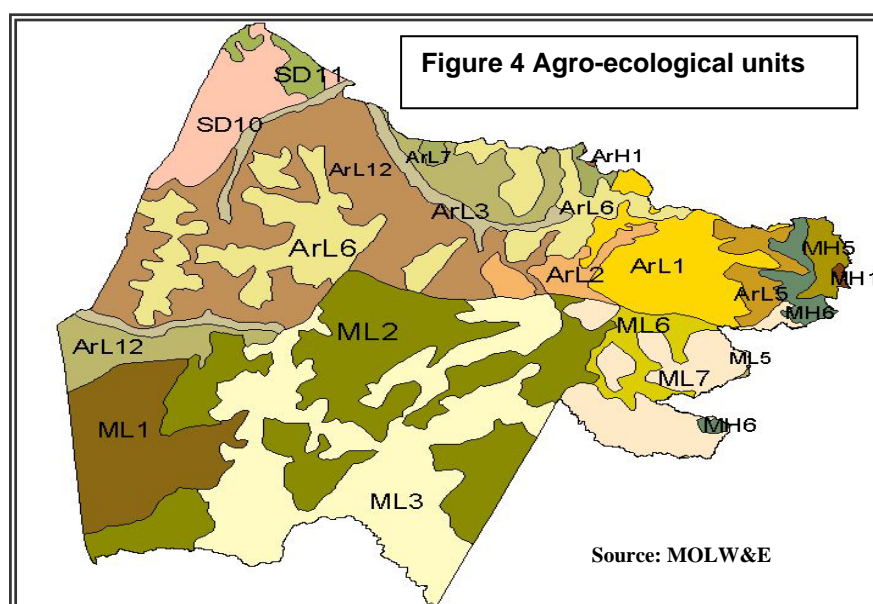 Figure 4 Agro-ecological units
SD11
SD10
ArL7
ArH1
ArL12
ArL3
ArL6
ArL6
MH5
ArL1
ArL2
MH1
ArL5
MH6
ML2
ML6
ArL12
ML5
ML7
ML1
MH6
ML3
Source: MOLW&E